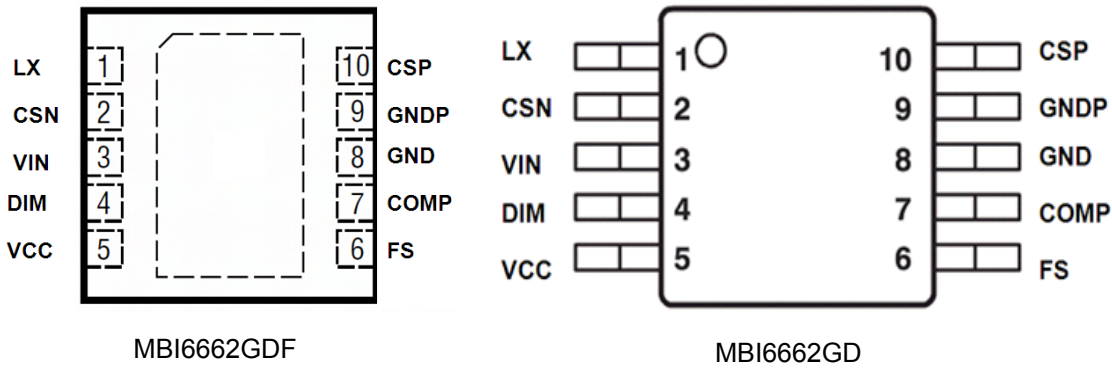 LX 1 10 CSP
CSN 2 9 GNDP
VIN 3 8 GND
DIM 4 7 COMP
VCC 5 6 FS
MBI6662GDF
LX 1 10 CSP
CSN 2 9 GNDP
VIN 3 8 GND
DIM 4 7 COMP
VCC 5 6 FS
MBI6662GD